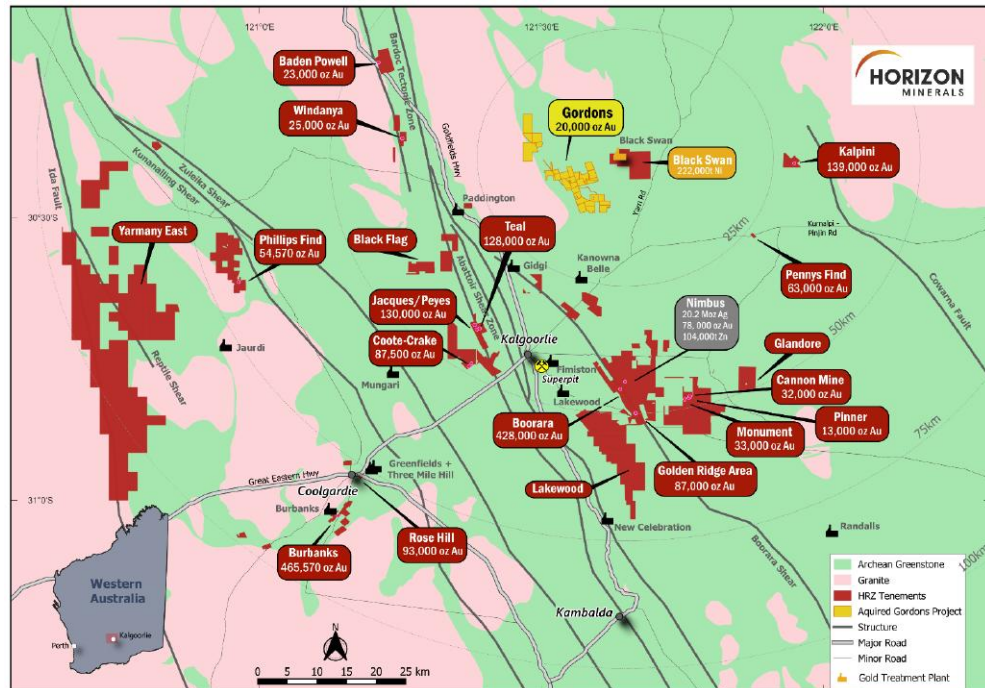 121°0'E
121°30'E
122°0'E
30°30'S
31°0'S
HORIZON
MINERALS
Baden Powell
23,000 oz Au
Bardoc Tectonic Zone
Windanya
25,000 oz Au
Goldfields Hwy
Gordons
20,000 oz Au
Black Swan
Black Swan
222,000t Ni
Kalpini
139,000 oz Au
Ida Fault
Kunanalling Shear
Zuleika Shear
Yarri Rd
Paddington
25km
Kurnalpi -
Pinjin Rd
Yarmany East
Phillips Find
54,570 oz Au
Black Flag
Teal
128,000 oz Au
Abattoir Shear Zone
Gidgi
Kanowna
Belle
Pennys Find
63,000 oz Au
Cowarna Fault
Jacques/Peyes
130,000 oz Au
Nimbus
20.2 Moz Ag
78, 000 oz Au
104,000t Zn
50km
Coote-Crake
87,500 oz Au
Kalgoorlie
Glandore
Jaurdi
Reptile Shear
Mungari
Fimiston
Superpit
Lakewood
Cannon Mine
32,000 oz Au
Pinner
13,000 oz Au
Boorara
428,000 oz Au
Monument
33,000 oz Au
75km
Golden Ridge Area
87,000 oz Au
Greenfields +
Three Mile Hill
Great Eastern Hwy
Coolgardie
Lakewood
Burbanks
New Celebration
Randalls
Rose Hill
93,000 oz Au
Burbanks
465,570 oz Au
Boorara Shear
100km
Western
Australia
Kalgoorlie
Perth
Kambalda
N
0 5 10 15 20 25 km
Archean Greenstone
Granite
HRZ Tenements
Aquired Gordons Project
Structure
Major Road
Minor Road
Gold Treatment Plant